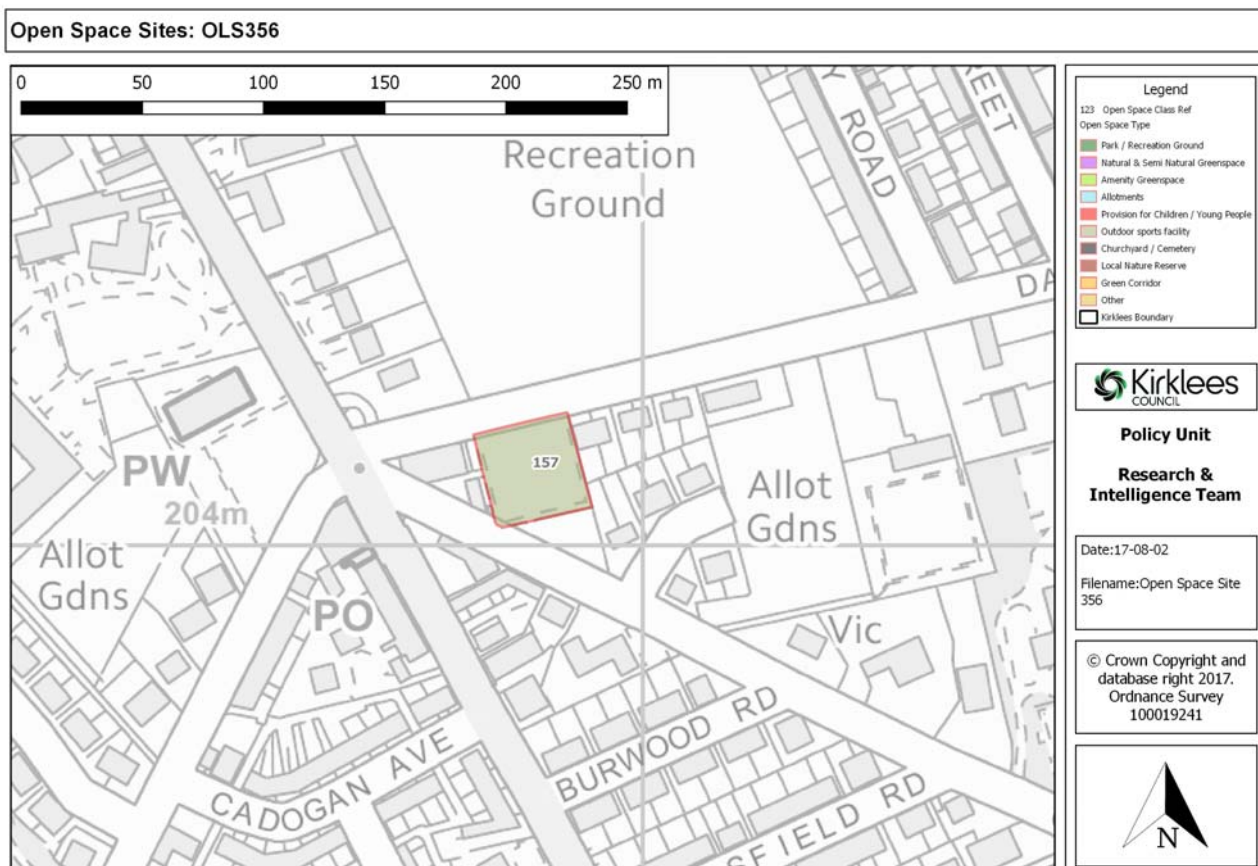 Open Space Sites: OLS356
0 50 100 150 200 250 m
Recreation
Ground
Y ROAD
REET
DA
157
PW
204m
Allot
Gdns
Allot
Gdns
PO
Vic
BURWOOD RD
CADOGAN AVE
SFIELD RD
Legend
123 Open Space Class Ref
Open Space Type
Park / Recreation Ground
Natural & Semi Natural Greenspace
Amenity Greenspace
Allotments
Provision for Children / Young People
Outdoor sports facility
Churchyard / Cemetery
Local Nature Reserve
Green Corridor
Other
Kirklees Boundary
Kirklees
COUNCIL
Policy Unit
Research &
Intelligence Team
Date:17-08-02
Filename:Open Space Site
356
© Crown Copyright and
database right 2017.
Ordnance Survey
100019241
N